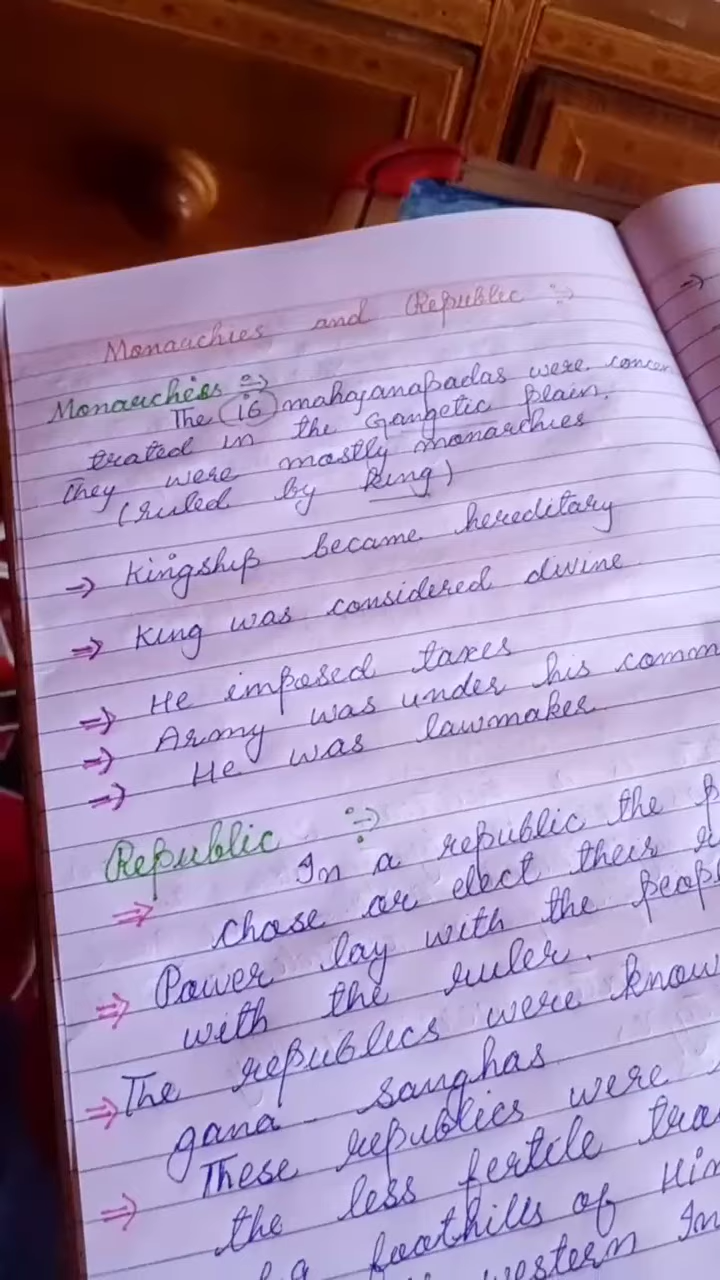 Monarchies and Republic
Monarchess
The 16 mahajanapadas were concen
trated in the Gangetic plain.
They were mostly monarchies
(ruled by king)
⇒ Kingship became hereditary
⇒ King was considered divine
⇒ He imposed taxes
⇒ Army was under his comm
⇒ He was lawmaker
Republic
⇒ In a republic the p
chose or elect their
Power lay with the peop
⇒ with the ruler.
⇒ The republics were know
gana - sanghas
⇒ These republics were
the less fertile
foothills of Him
western In